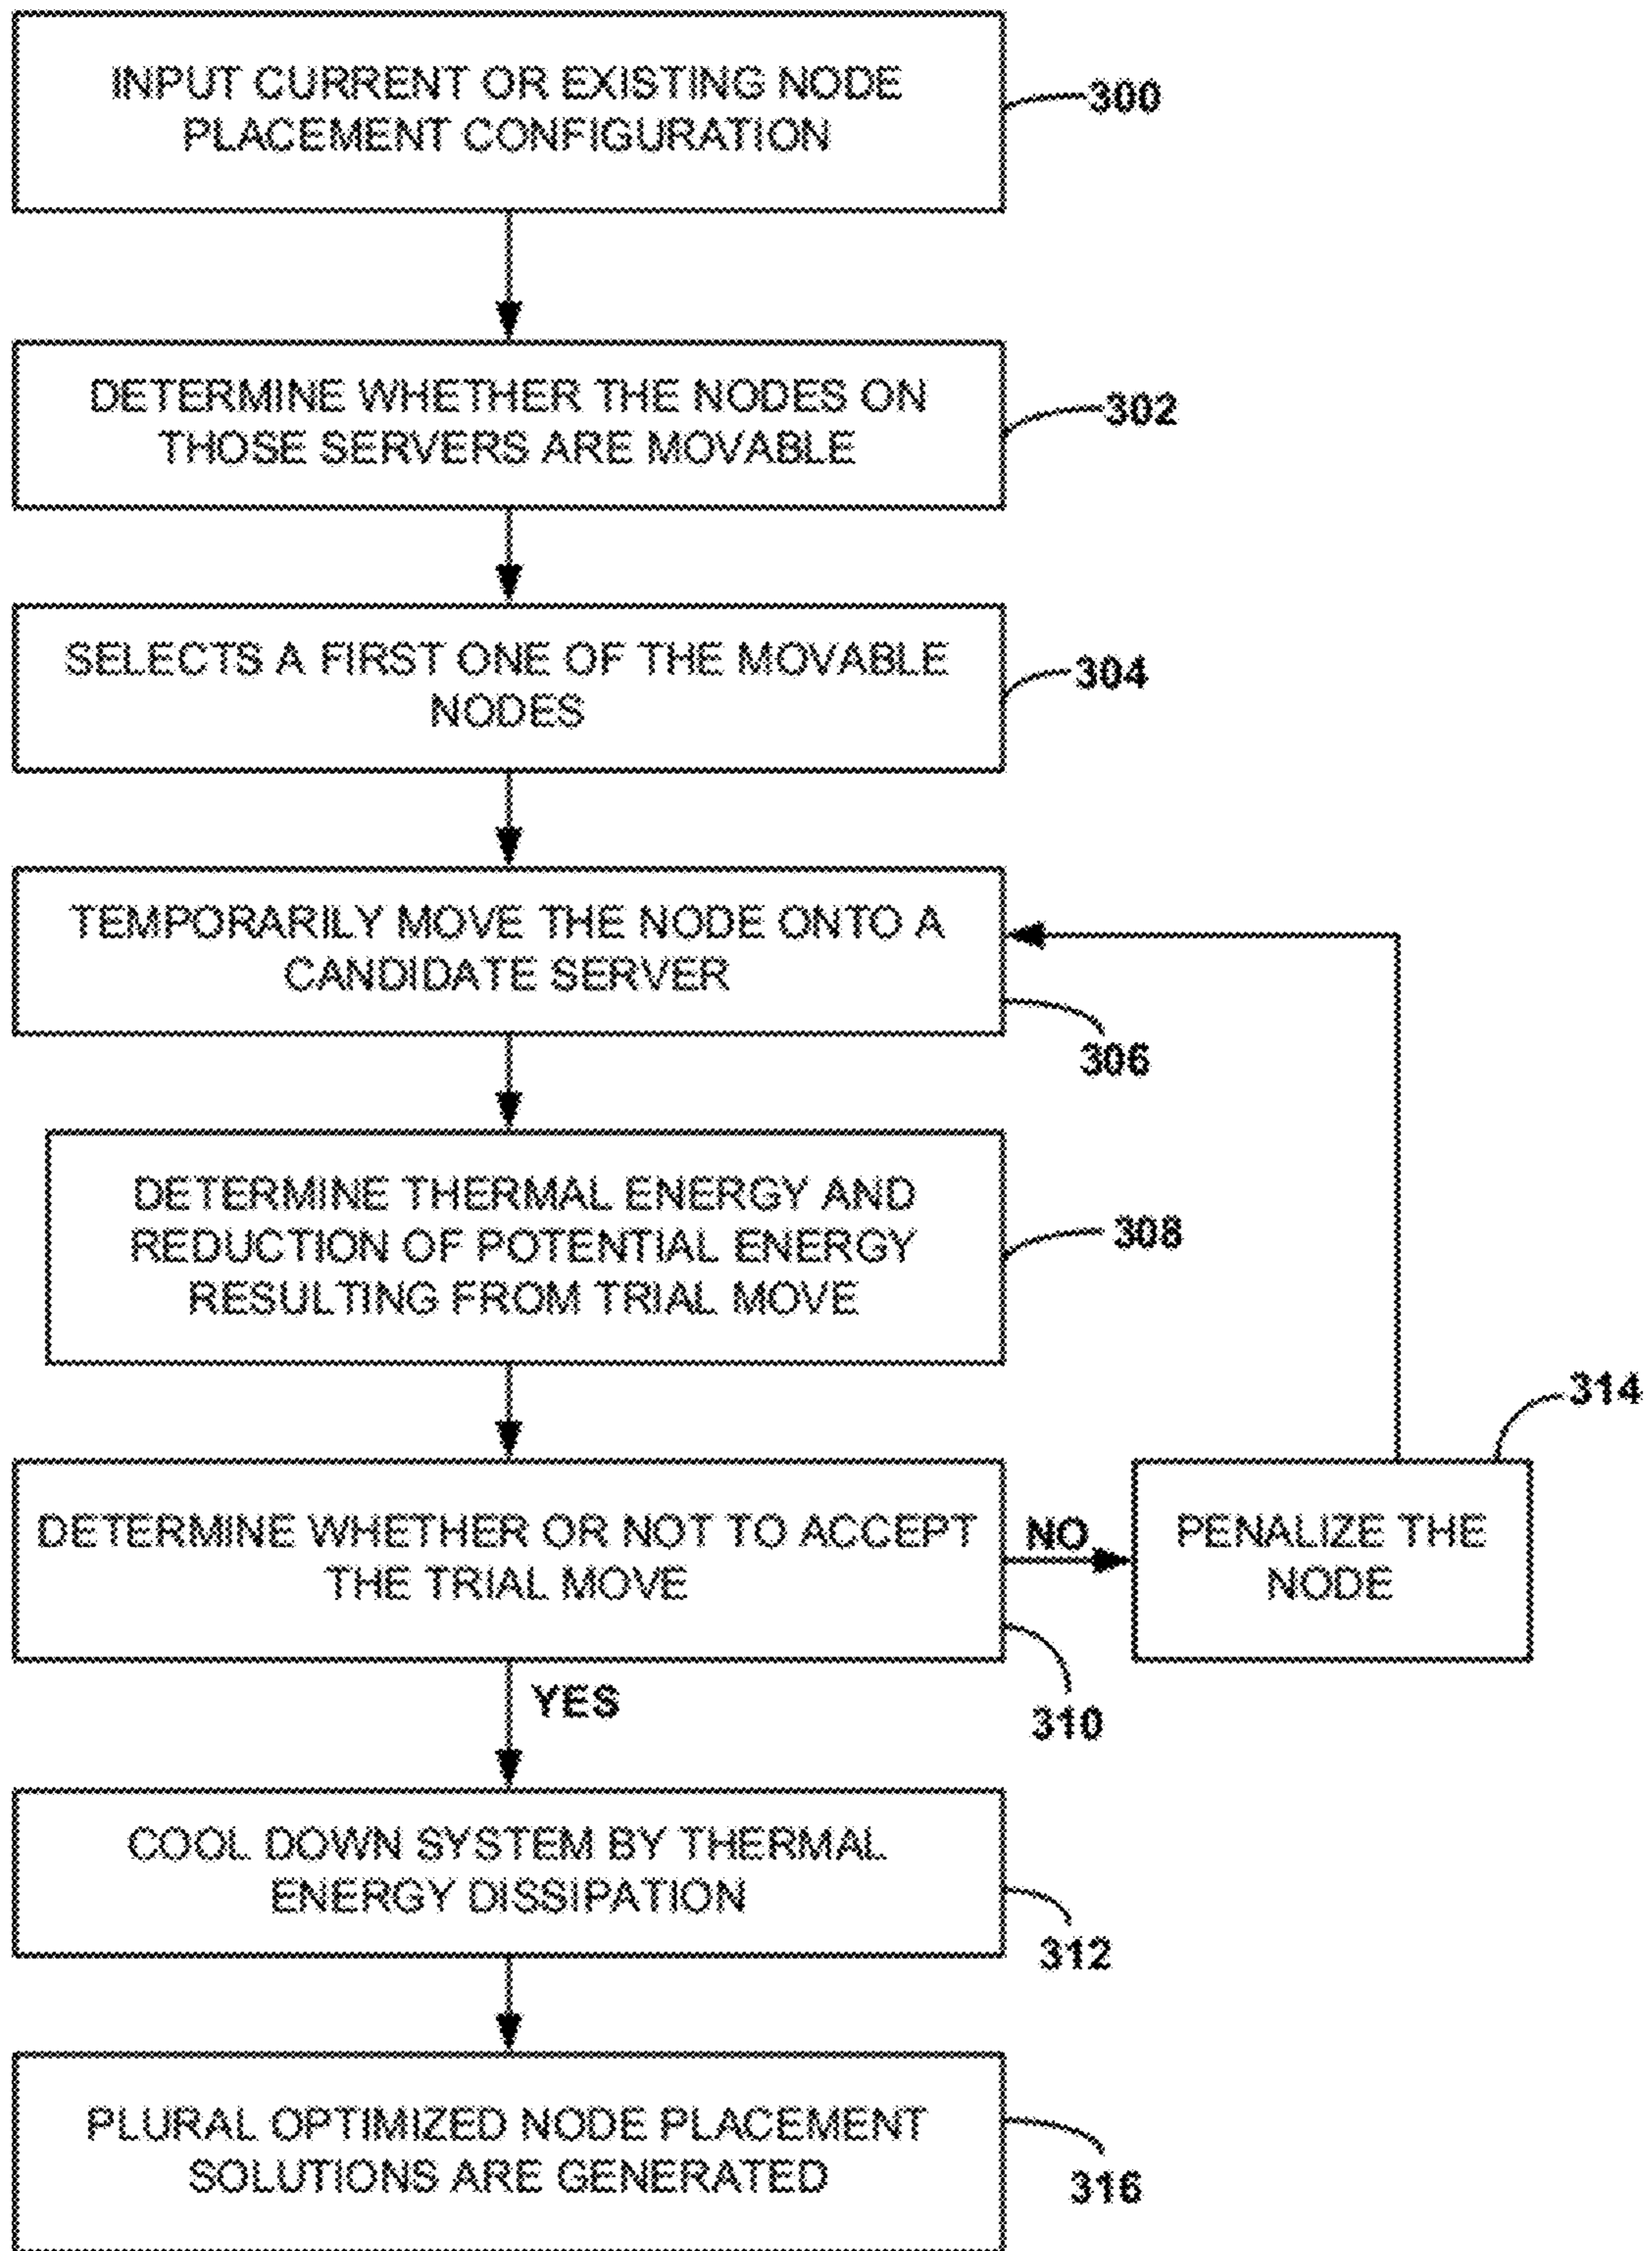 INPUT CURRENT OR EXISTING NODE
PLACEMENT CONFIGURATION
300
DETERMINE WHETHER THE NODES ON
THOSE SERVERS ARE MOVABLE
302
SELECTS A FIRST ONE OF THE MOVABLE
NODES
304
TEMPORARILY MOVE THE NODE ONTO A
CANDIDATE SERVER
306
DETERMINE THERMAL ENERGY AND
REDUCTION OF POTENTIAL ENERGY
RESULTING FROM TRIAL MOVE
308
DETERMINE WHETHER OR NOT TO ACCEPT
THE TRIAL MOVE
310
NO
PENALIZE THE
NODE
314
YES
COOL DOWN SYSTEM BY THERMAL
ENERGY DISSIPATION
312
PLURAL OPTIMIZED NODE PLACEMENT
SOLUTIONS ARE GENERATED
316